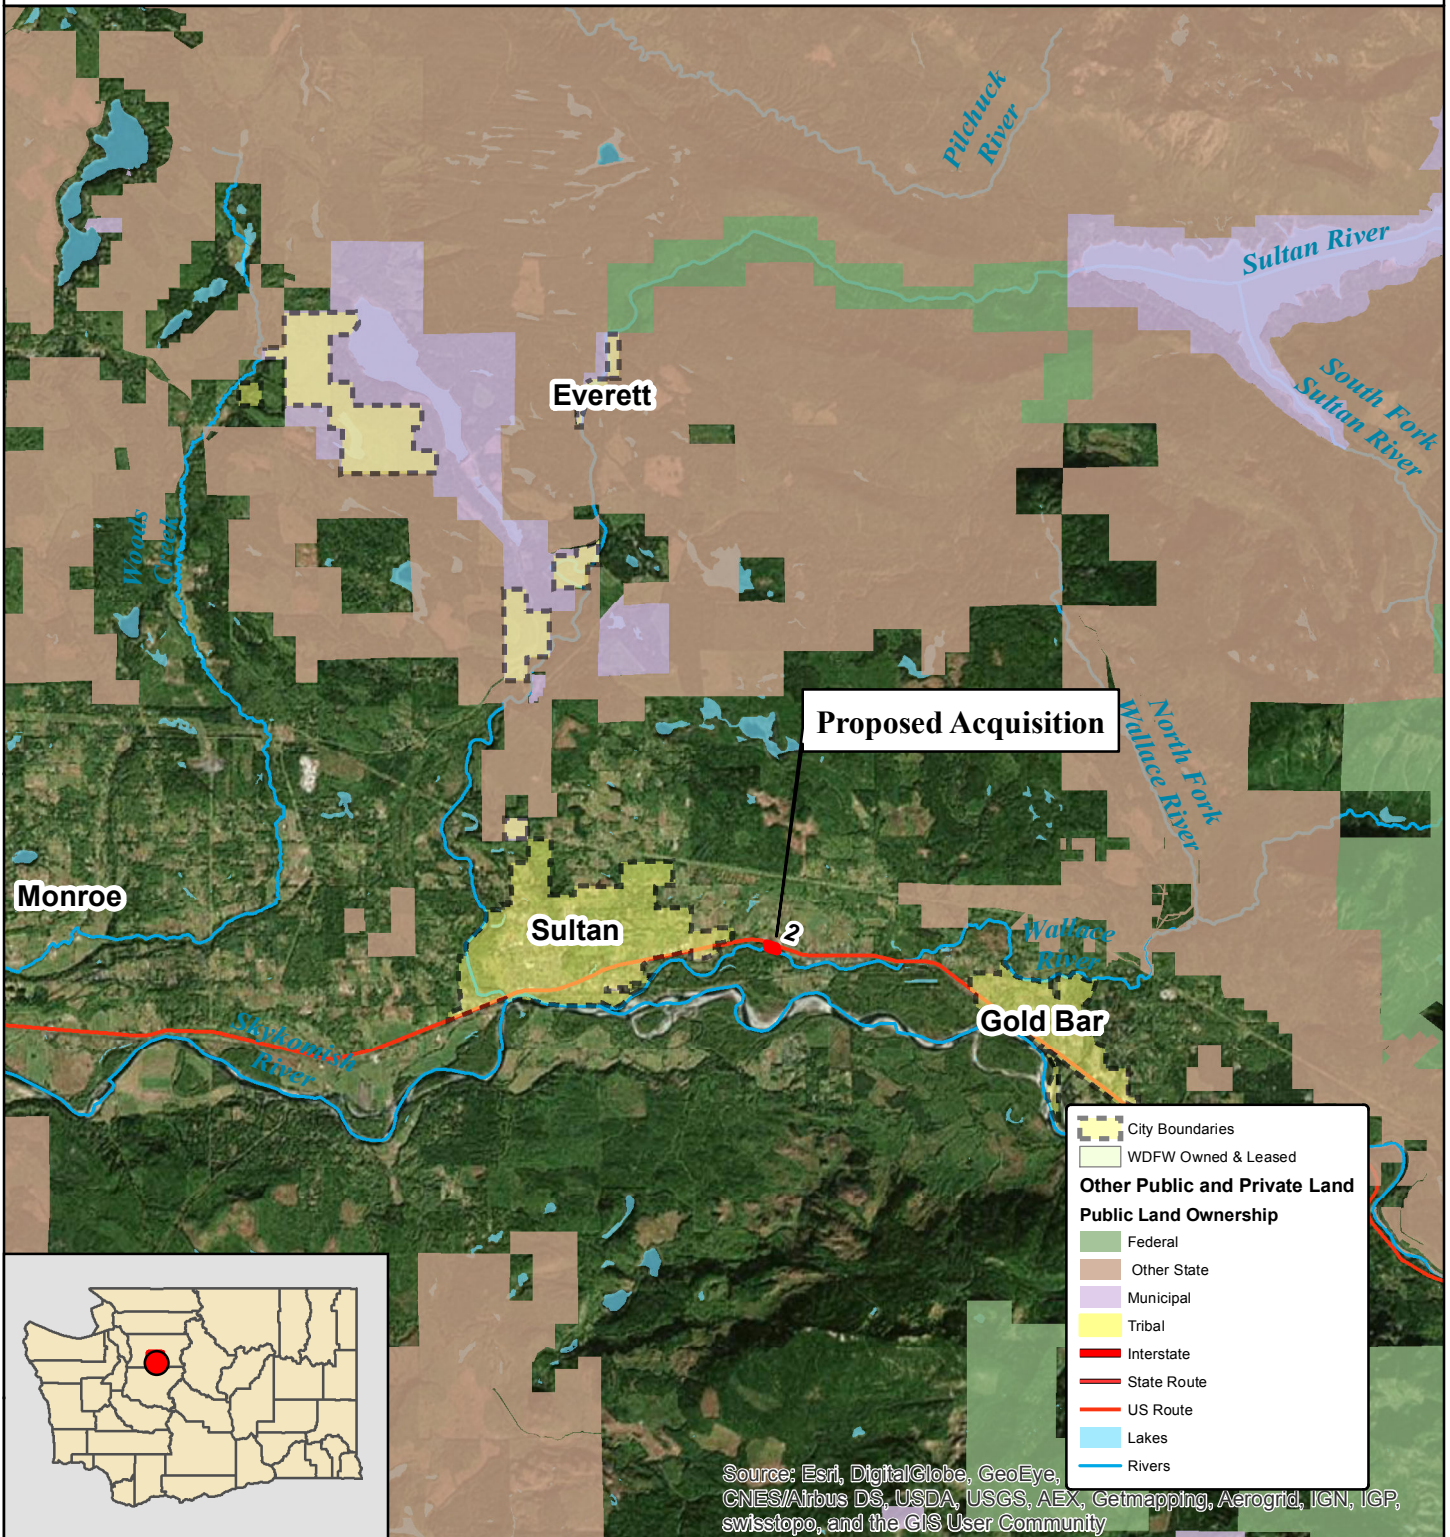 Pilchuck
River
Sultan River
South Fork
Sultan River
Everett
Woods
Creek
Proposed Acquisition
North Fork
Wallace River
Monroe
Sultan
2
Wallace
River
Gold Bar
Skykomish
River
City Boundaries
WDFW Owned & Leased
Other Public and Private Land
Public Land Ownership
Federal
Other State
Municipal
Tribal
Interstate
State Route
US Route
Lakes
Rivers
Source: Esri, DigitalGlobe, GeoEye,
CNES/Airbus DS, USDA, USGS, AEX, Getmapping, Aerogrid, IGN, IGP,
swisstopo, and the GIS User Community